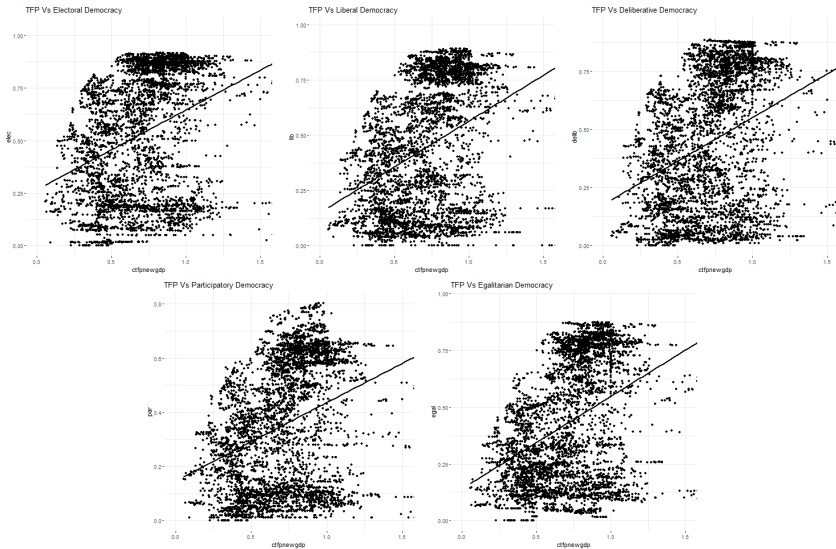 TFP Vs Electoral Democracy
1.00
0.75
0.50
0.25
0.00
elec
0.0 0.5 1.0 1.5
ctfpnewgdp
TFP Vs Liberal Democracy
1.00
0.75
0.50
0.25
0.00
lib
0.0 0.5 1.0 1.5
ctfpnewgdp
TFP Vs Deliberative Democracy
0.75
0.50
0.25
0.00
delib
0.0 0.5 1.0 1.5
ctfpnewgdp
TFP Vs Participatory Democracy
0.8
0.6
0.4
0.2
0.0
par
0.0 0.5 1.0 1.5
ctfpnewgdp
TFP Vs Egalitarian Democracy
1.00
0.75
0.50
0.25
0.00
egal
0.0 0.5 1.0 1.5
ctfpnewgdp